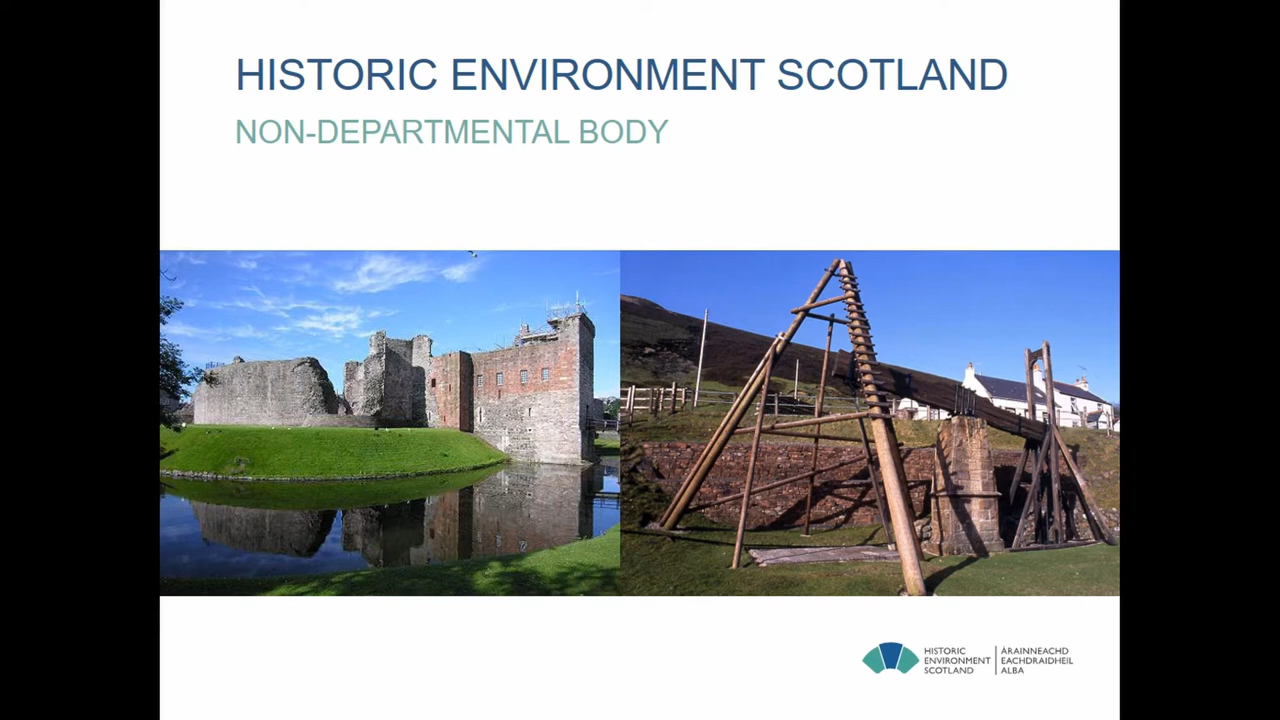 HISTORIC ENVIRONMENT SCOTLAND
NON-DEPARTMENTAL BODY
HISTORIC
ENVIRONMENT
SCOTLAND
ÀRAINNEACHD
EACHDRAIDHEIL
ALBA